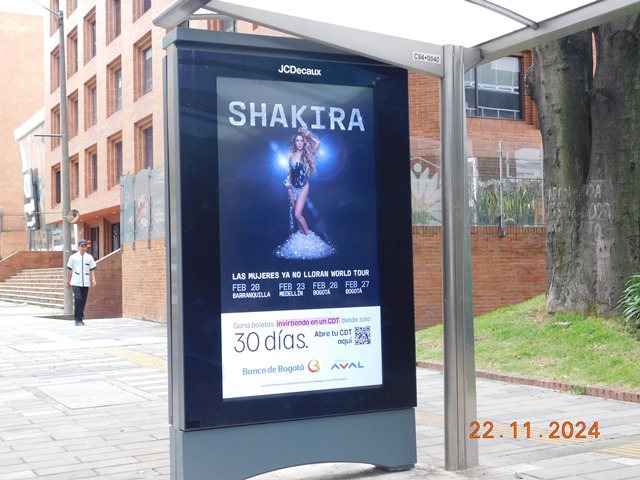 C94+0040
JCDecaux
SHAKIRA
LAS MUJERES YA NO LLORAN WORLD TOUR
FEB 20 FEB 23 FEB 26 FEB 27
BARRANQUILLA MEDELLÍN BOGOTÁ BOGOTÁ
Gana boletas invirtiendo en un CDT desde solo
30 días. Abre tu CDT
aquí
Banco de Bogotá Grupo AVAL
22.11.2024